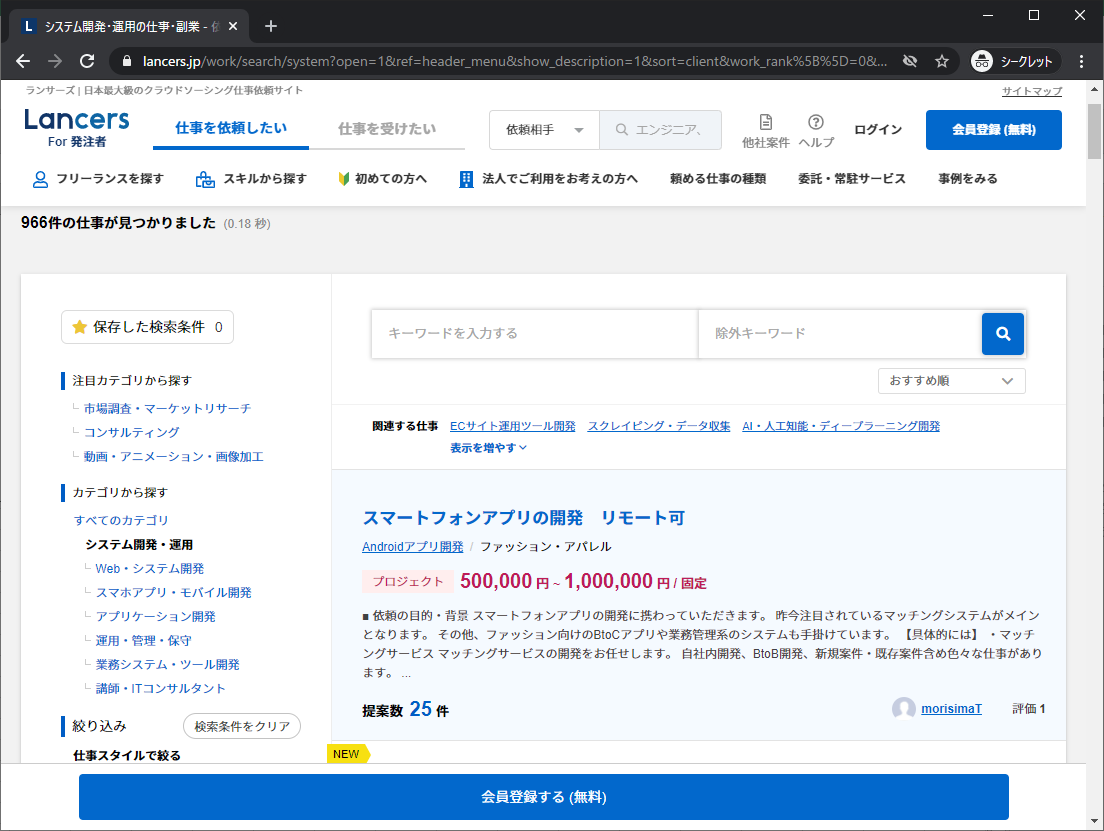 システム開発・運用の仕事・副業 - 依
lancers.jp/work/search/system?open=1&ref=header_menu&show_description=1&sort=client&work_rank%5B%5D=0&...
シークレット
ランサーズ | 日本最大級のクラウドソーシング仕事依頼サイト
サイトマップ
Lancers
For 発注者
仕事を依頼したい
仕事を受けたい
依頼相手
エンジニア、
他社案件
ヘルプ
ログイン
会員登録 (無料)
フリーランスを探す
スキルから探す
初めての方へ
法人でご利用をお考えの方へ
頼める仕事の種類
委託・常駐サービス
事例をみる
966件の仕事が見つかりました (0.18 秒)
保存した検索条件 0
注目カテゴリから探す
市場調査・マーケットリサーチ
コンサルティング
動画・アニメーション・画像加工
カテゴリから探す
すべてのカテゴリ
システム開発・運用
Web・システム開発
スマホアプリ・モバイル開発
アプリケーション開発
運用・管理・保守
業務システム・ツール開発
講師・ITコンサルタント
絞り込み
検索条件をクリア
仕事スタイルで絞る
キーワードを入力する
除外キーワード
おすすめ順
関連する仕事 ECサイト運用ツール開発 スクレイピング・データ収集 AI・人工知能・ディープラーニング開発
表示を増やす
スマートフォンアプリの開発 リモート可
Androidアプリ開発 / ファッション・アパレル
プロジェクト 500,000 円 ~ 1,000,000 円 / 固定
■ 依頼の目的・背景 スマートフォンアプリの開発に携わっていただきます。 昨今注目されているマッチングシステムがメイン
となります。 その他、ファッション向けのBtoCアプリや業務管理系のシステムも手掛けています。 【具体的には】 ・マッチ
ングサービス マッチングサービスの開発をお任せします。 自社内開発、BtoB開発、新規案件・既存案件含め色々な仕事があり
ます。 ...
提案数 25 件
morisimaT
評価 1
NEW
会員登録する (無料)